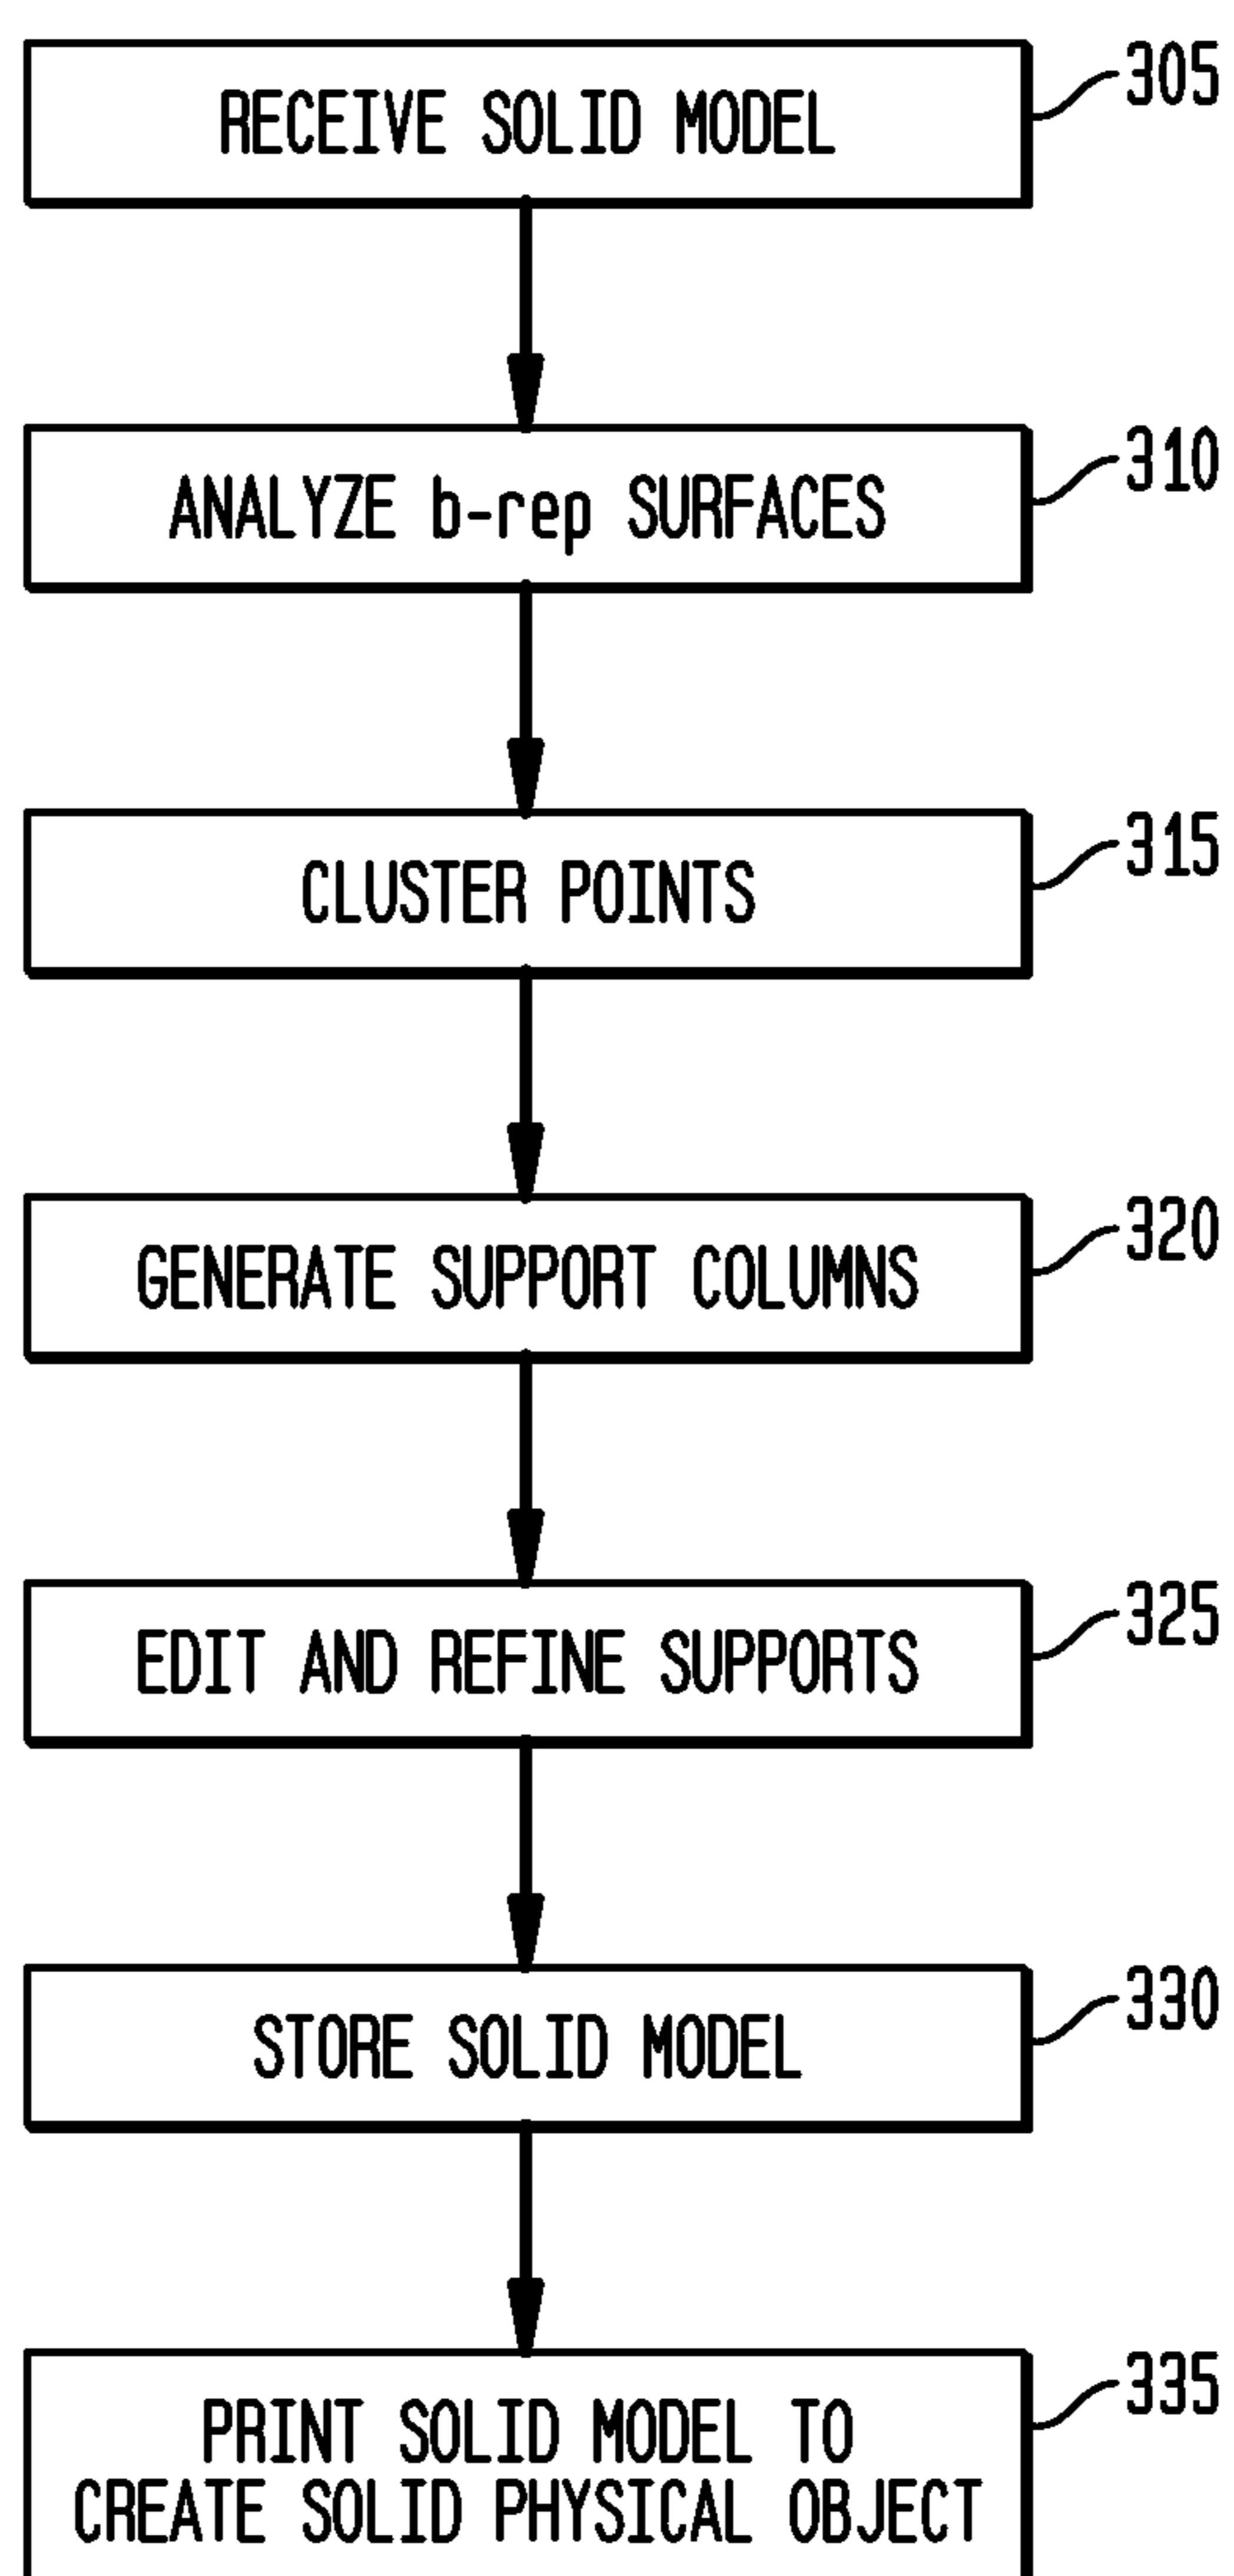 RECEIVE SOLID MODEL
305
ANALYZE b-rep SURFACES
310
CLUSTER POINTS
315
GENERATE SUPPORT COLUMNS
320
EDIT AND REFINE SUPPORTS
325
STORE SOLID MODEL
330
PRINT SOLID MODEL TO
CREATE SOLID PHYSICAL OBJECT
335